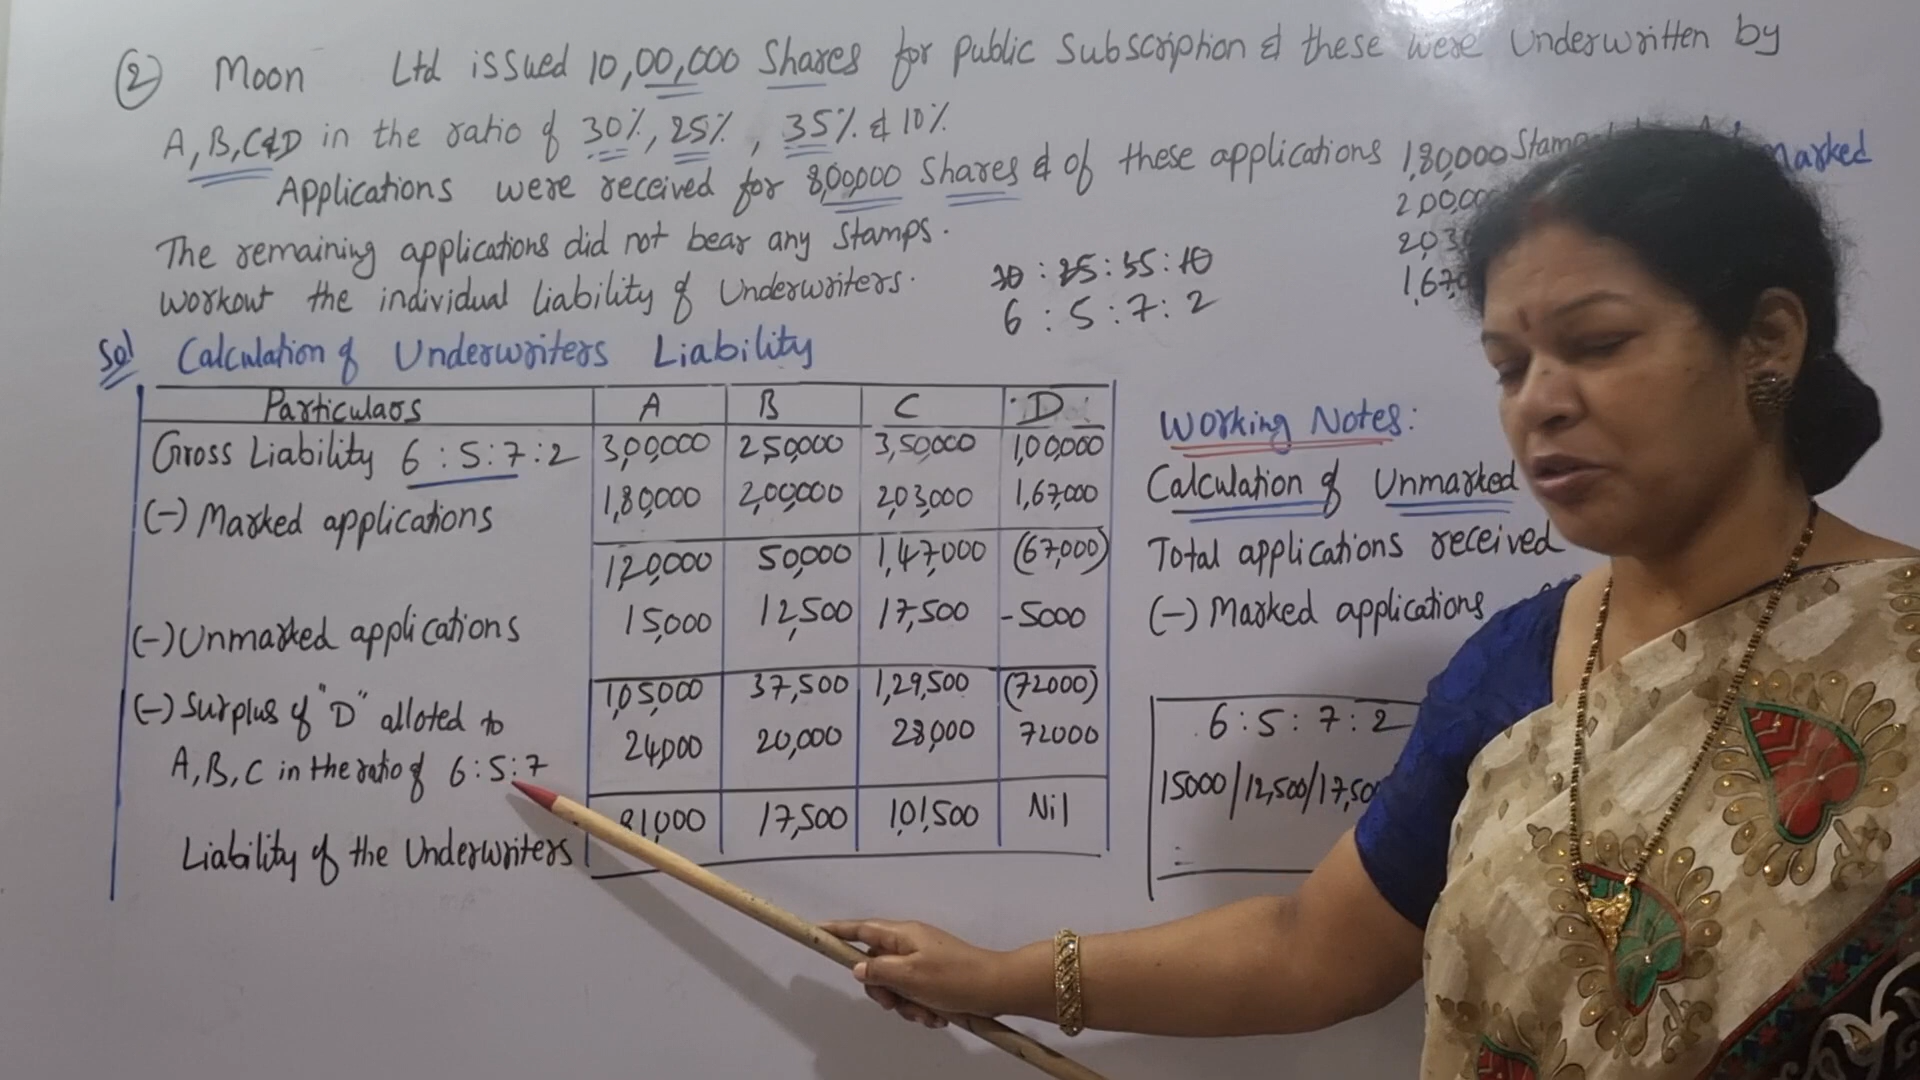 ② Moon Ltd issued 10,00,000 Shares for public Subscription & these were Underwritten by
A, B, C & D in the ratio of 30%, 25%, 35% & 10%
Applications were received for 8,00,000 Shares & of these applications 1,80,000
marked
2,00,00
2,03
1,67,0
The remaining applications did not bear any Stamps.
Workout the individual liability of Underwriters.
30 : 25 : 35 : 10
6 : 5 : 7 : 2
Sol Calculation of Underwriters Liability
Particulars A B C D
Gross Liability 6 : 5 : 7 : 2 3,00,000 2,50,000 3,50,000 1,00,000
(-) Marked applications 1,80,000 2,00,000 2,03,000 1,67,000
1,20,000 50,000 1,47,000 (67,000)
(-) Unmarked applications 15,000 12,500 17,500 -5000
1,05,000 37,500 1,29,500 (72000)
(-) Surplus of "D" alloted to
A, B, C in the ratio of 6 : 5 : 7 24,000 20,000 28,000 72000
Liability of the Underwriters 81,000 17,500 1,01,500 Nil
Working Notes:
Calculation of Unmarked
Total applications received
(-) Marked applications
6 : 5 : 7 : 2
15000 / 12,500 / 17,50
=